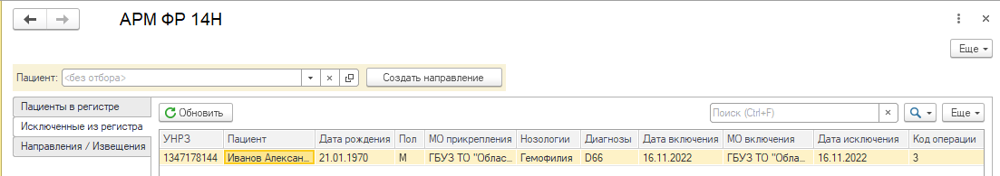 АРМ ФР 14Н
Еще
Пациент: <без отбора> Создать направление
Пациенты в регистре
Исключенные из регистра
Направления / Извещения
Обновить Поиск (Ctrl+F) Еще
УНРЗ Пациент Дата рождения Пол МО прикрепления Нозологии Диагнозы Дата включения МО включения Дата исключения Код операции
1347178144 Иванов Алексан... 21.01.1970 М ГБУЗ ТО "Облас... Гемофилия D66 16.11.2022 ГБУЗ ТО "Обла... 16.11.2022 3